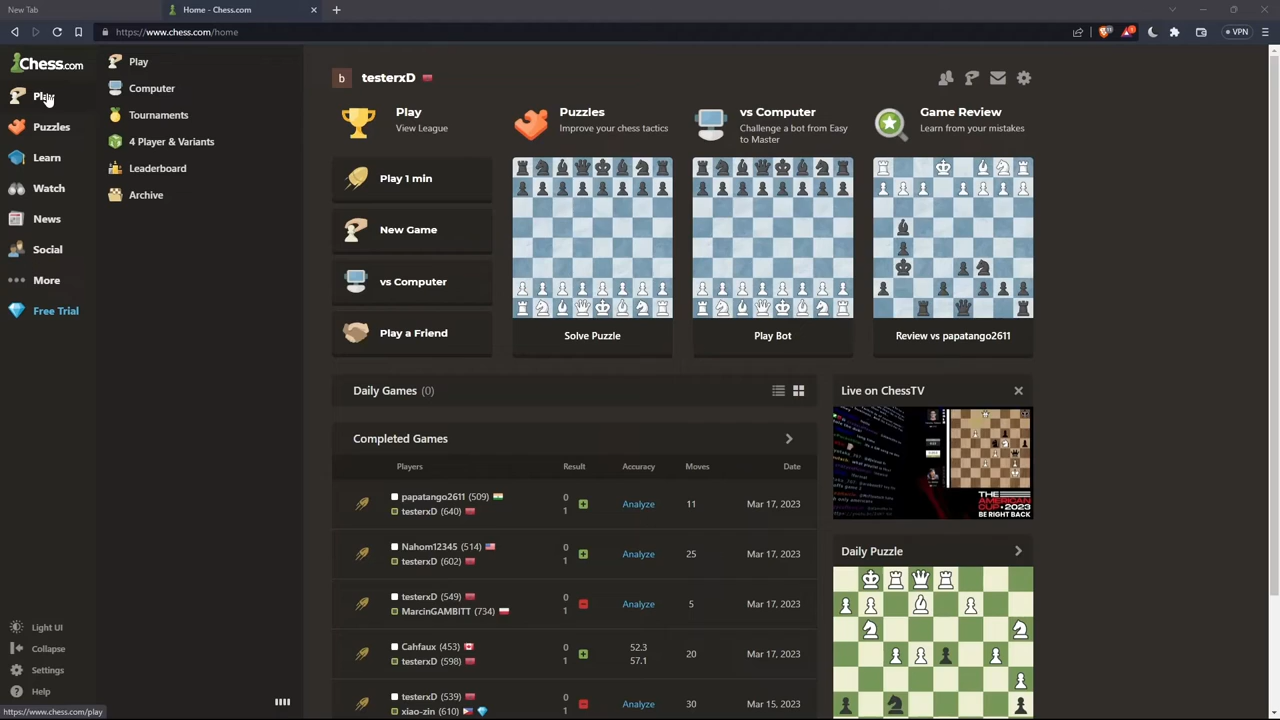 New Tab
Home - Chess.com
https://www.chess.com/home
VPN
Chess.com
Play
Puzzles
Learn
Watch
News
Social
More
Free Trial
Light UI
Collapse
Settings
Help
https://www.chess.com/play
Play
Computer
Tournaments
4 Player & Variants
Leaderboard
Archive
b
testerxD
Play
View League
Play 1 min
New Game
vs Computer
Play a Friend
Puzzles
Improve your chess tactics
Solve Puzzle
vs Computer
Challenge a bot from Easy
to Master
Play Bot
Game Review
Learn from your mistakes
Review vs papatango2611
Daily Games (0)
Completed Games
Players Result Accuracy Moves Date
papatango2611 (509) 0
testerxD (640) 1
Analyze 11 Mar 17, 2023
Nahom12345 (514) 0
testerxD (602) 1
Analyze 25 Mar 17, 2023
testerxD (549) 0
MarcinGAMBITT (734) 1
Analyze 5 Mar 17, 2023
Cahfaux (453) 0 52.3
testerxD (598) 1 57.1
Analyze 20 Mar 17, 2023
testerxD (539) 0
xiao-zin (610) 1
Analyze 30 Mar 15, 2023
Live on ChessTV
THE
AMERICAN
CUP 2023
BE RIGHT BACK
Daily Puzzle